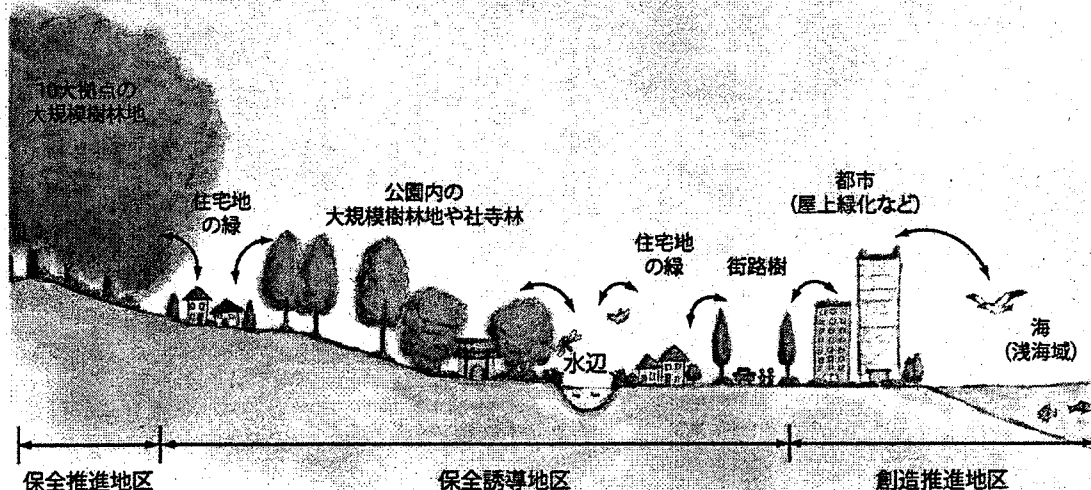 10大拠点の
大規模樹林地
住宅地
の緑
公園内の
大規模樹林地や社寺林
水辺
住宅地
の緑
街路樹
都市
(屋上緑化など)
海
(浅海域)
保全推進地区
保全誘導地区
創造推進地区